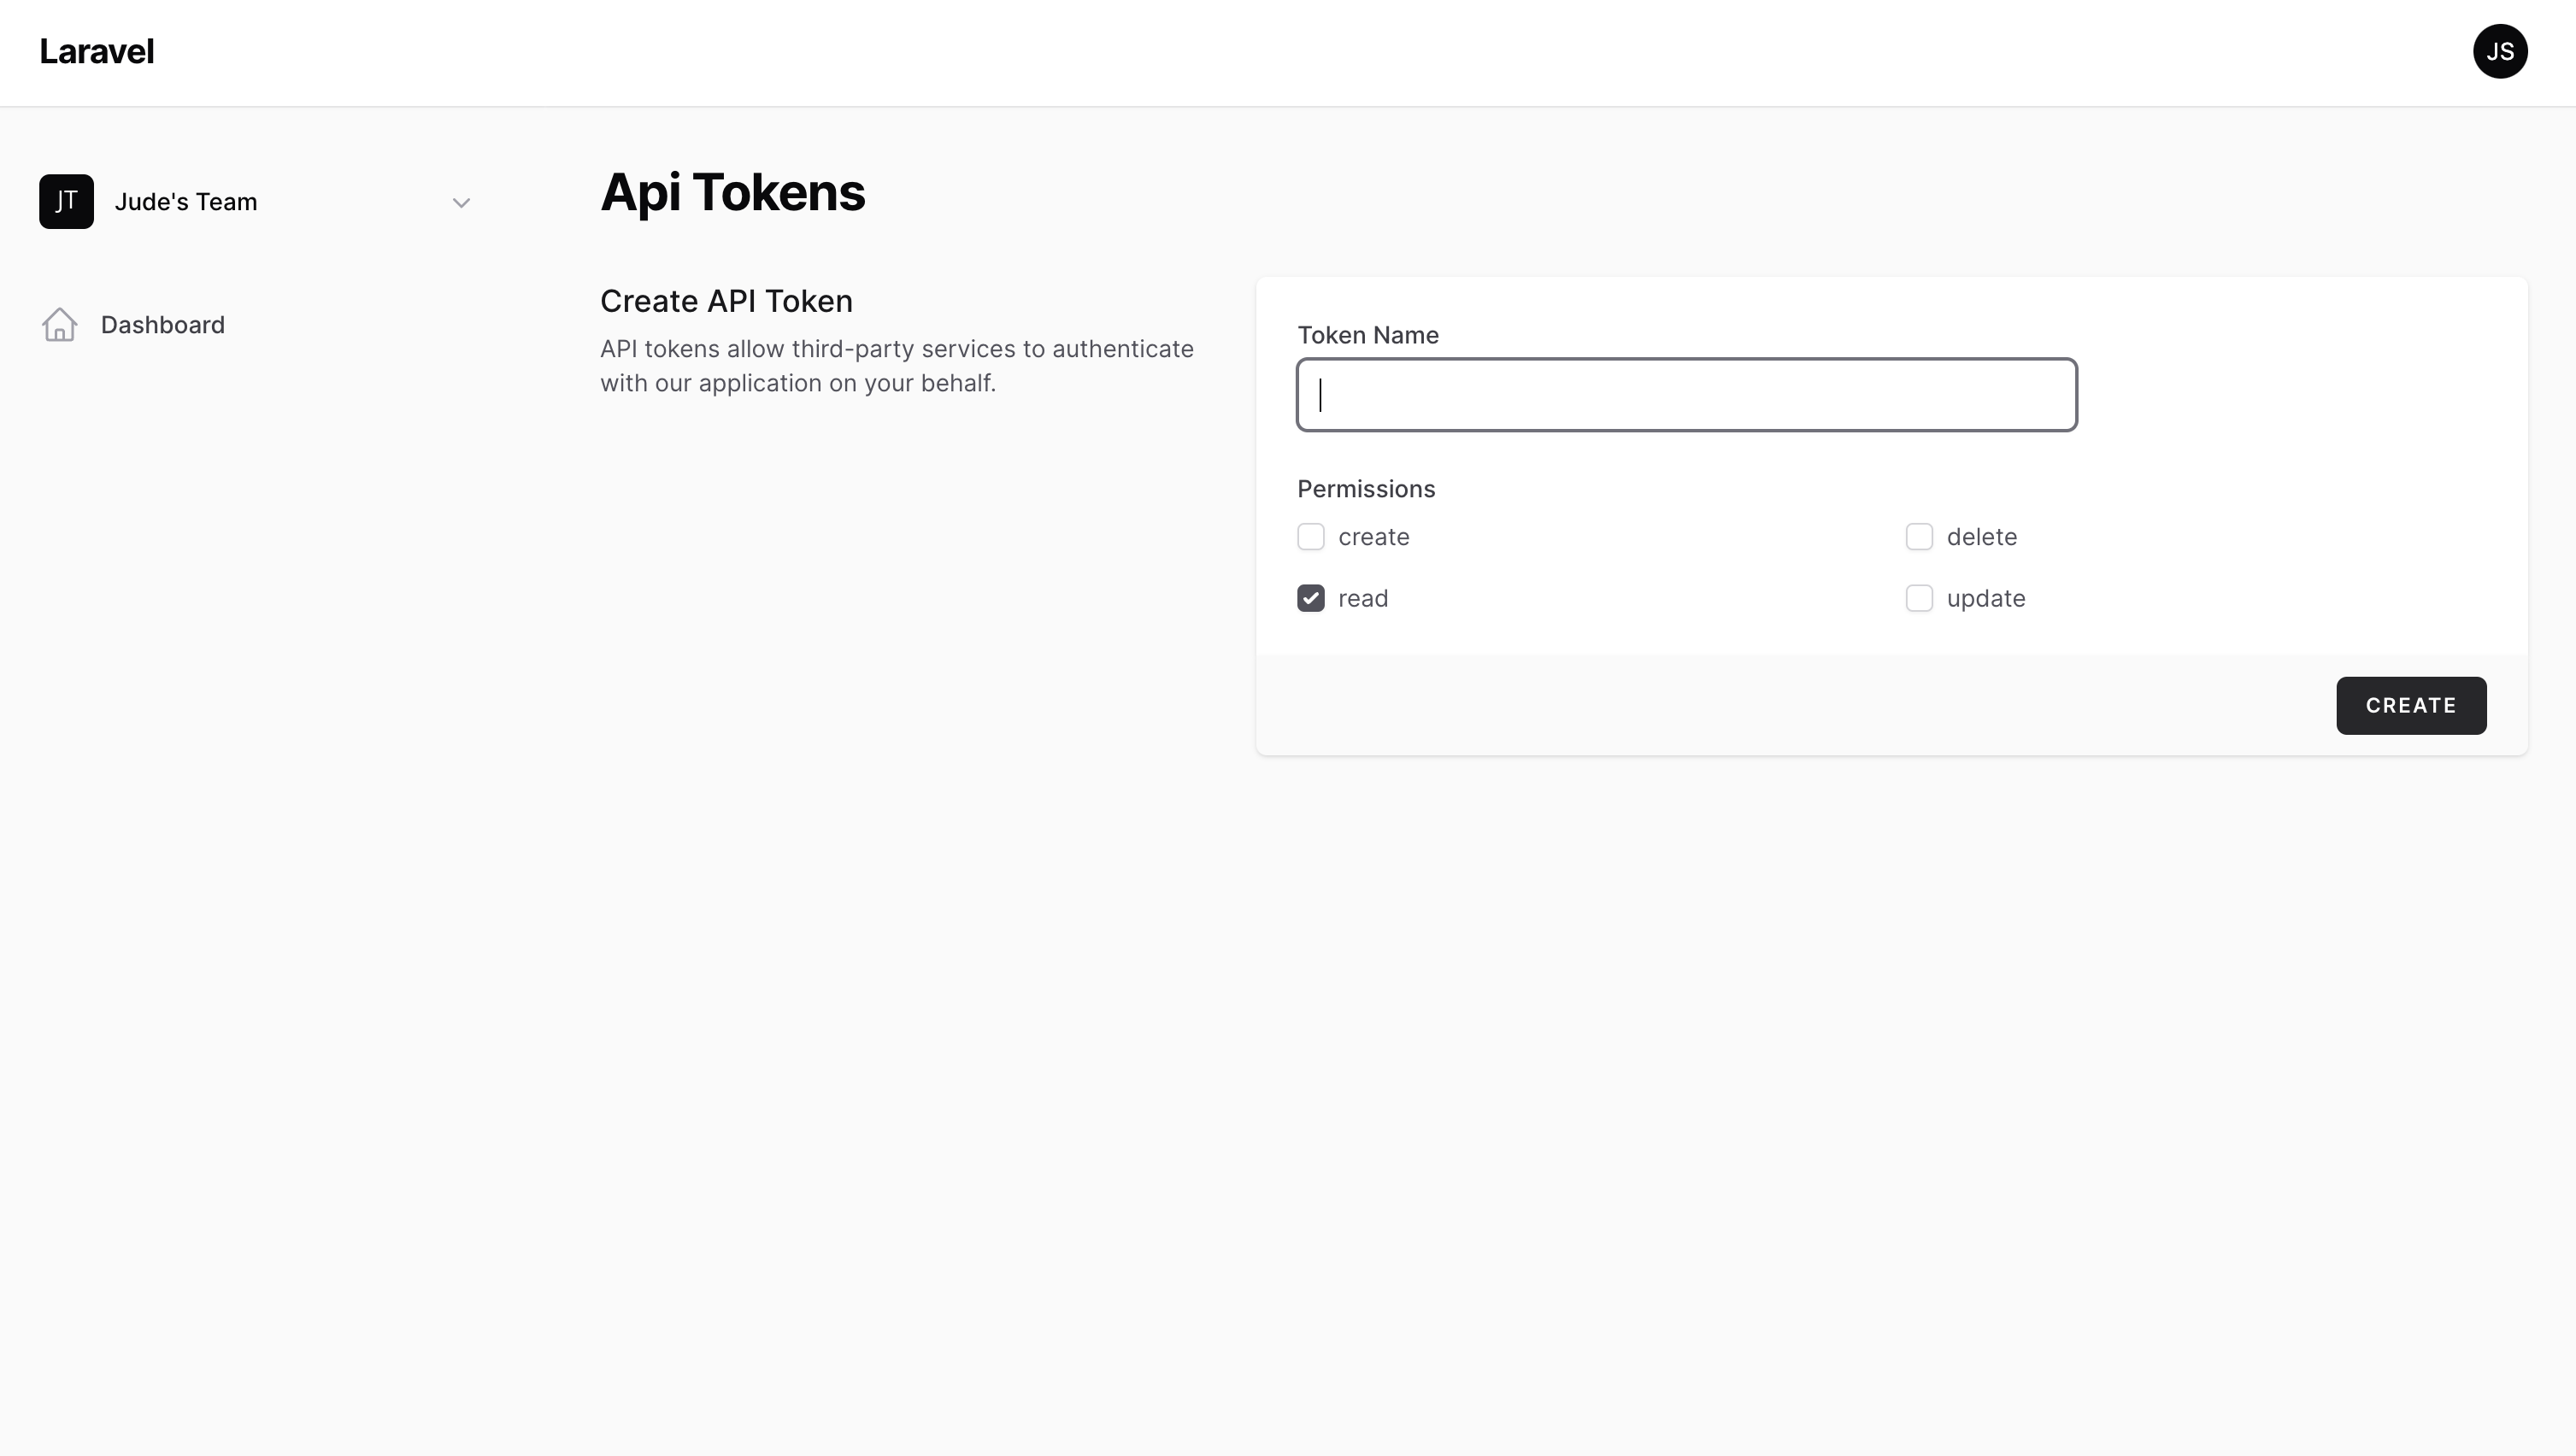 Laravel
JS
JT
Jude's Team
Dashboard
Api Tokens
Create API Token
API tokens allow third-party services to authenticate
with our application on your behalf.
Token Name
Permissions
create
delete
read
update
CREATE